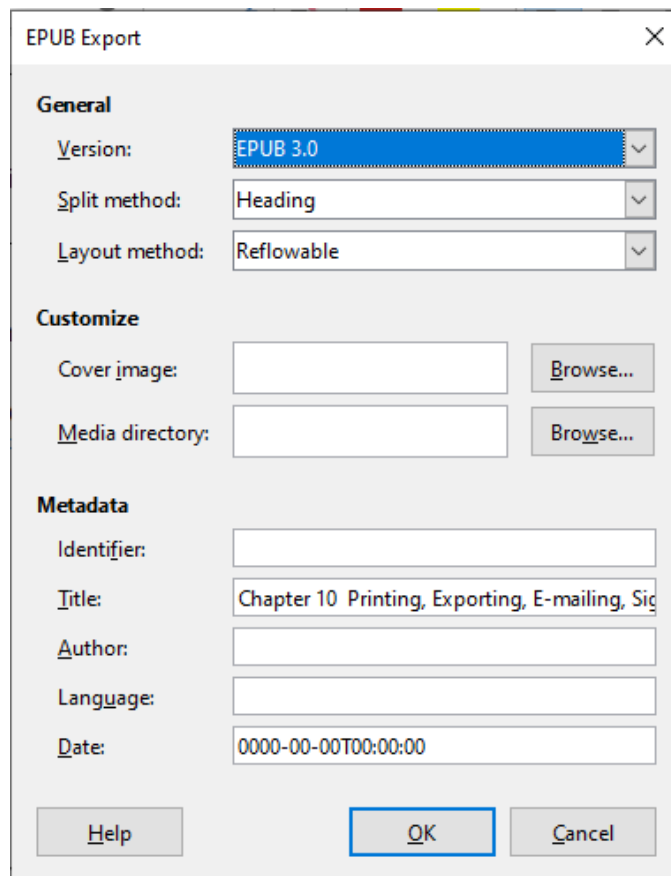 EPUB Export
General
Version: EPUB 3.0
Split method: Heading
Layout method: Reflowable
Customize
Cover image: Browse...
Media directory: Browse...
Metadata
Identifier:
Title: Chapter 10 Printing, Exporting, E-mailing, Sig
Author:
Language:
Date: 0000-00-00T00:00:00
Help OK Cancel